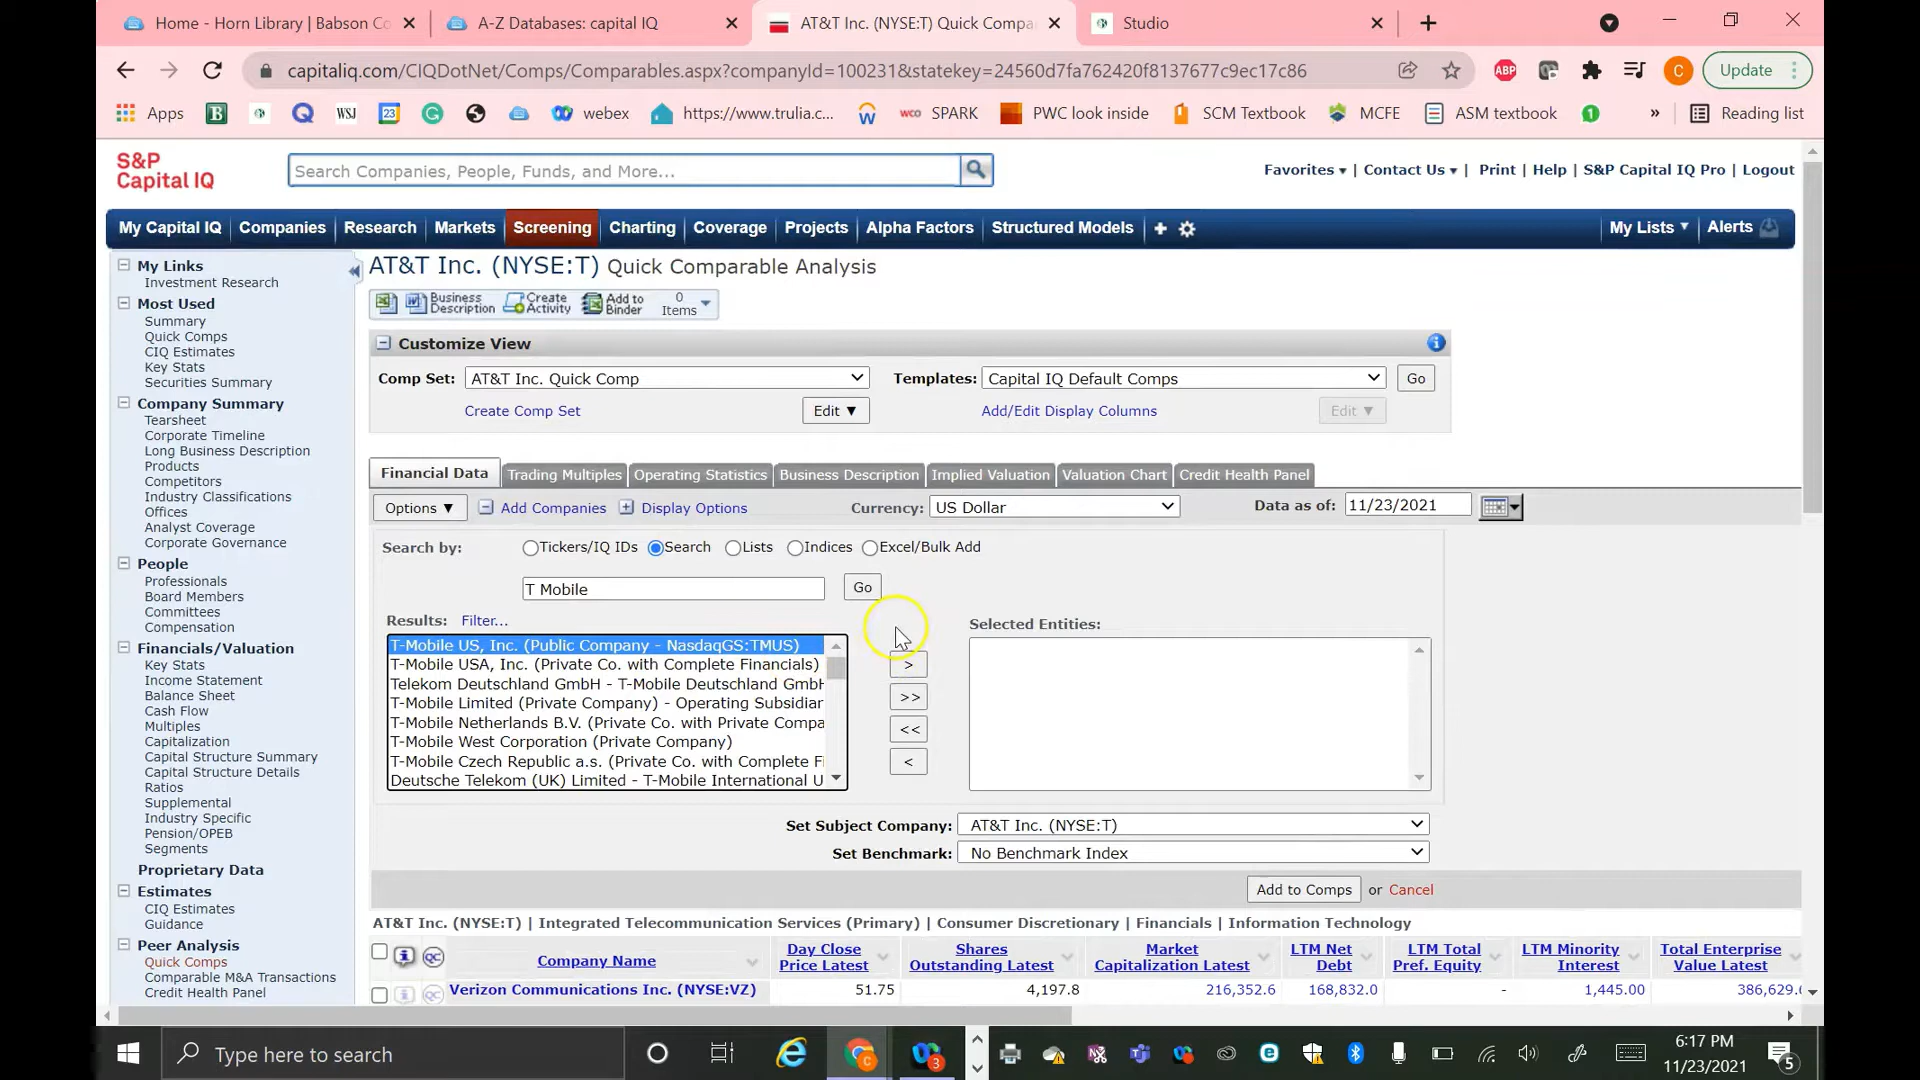 Home - Horn Library | Babson Co
A-Z Databases: capital IQ
AT&T Inc. (NYSE:T) Quick Compa
Studio
capitaliq.com/CIQDotNet/Comps/Comparables.aspx?companyId=100231&statekey=24560d7fa762420f8137677c9ec17c86
ABP
C
Update
Apps
B
WSJ
23
webex
https://www.trulia.c...
wco SPARK
PWC look inside
SCM Textbook
MCFE
ASM textbook
1
»
Reading list
S&P
Capital IQ
Search Companies, People, Funds, and More...
Favorites | Contact Us | Print | Help | S&P Capital IQ Pro | Logout
My Capital IQ
Companies
Research
Markets
Screening
Charting
Coverage
Projects
Alpha Factors
Structured Models
My Lists
Alerts
My Links
Investment Research
Most Used
Summary
Quick Comps
CIQ Estimates
Key Stats
Securities Summary
Company Summary
Tearsheet
Corporate Timeline
Long Business Description
Products
Competitors
Industry Classifications
Offices
Analyst Coverage
Corporate Governance
People
Professionals
Board Members
Committees
Compensation
Financials/Valuation
Key Stats
Income Statement
Balance Sheet
Cash Flow
Multiples
Capitalization
Capital Structure Summary
Capital Structure Details
Ratios
Supplemental
Industry Specific
Pension/OPEB
Segments
Proprietary Data
Estimates
CIQ Estimates
Guidance
Peer Analysis
Quick Comps
Comparable M&A Transactions
Credit Health Panel
AT&T Inc. (NYSE:T) Quick Comparable Analysis
Business
Description
Create
Activity
Add to
Binder
0
Items
Customize View
Comp Set: AT&T Inc. Quick Comp
Templates: Capital IQ Default Comps
Go
Create Comp Set
Edit ▼
Add/Edit Display Columns
Edit ▼
Financial Data
Trading Multiples
Operating Statistics
Business Description
Implied Valuation
Valuation Chart
Credit Health Panel
Options ▼
Add Companies
Display Options
Currency: US Dollar
Data as of: 11/23/2021
Search by:
Tickers/IQ IDs
Search
Lists
Indices
Excel/Bulk Add
T Mobile
Go
Results: Filter...
Selected Entities:
T-Mobile US, Inc. (Public Company - NasdaqGS:TMUS)
T-Mobile USA, Inc. (Private Co. with Complete Financials)
Telekom Deutschland GmbH - T-Mobile Deutschland GmbH
T-Mobile Limited (Private Company) - Operating Subsidiar
T-Mobile Netherlands B.V. (Private Co. with Private Compa
T-Mobile West Corporation (Private Company)
T-Mobile Czech Republic a.s. (Private Co. with Complete F
Deutsche Telekom (UK) Limited - T-Mobile International U
>
>>
<<
<
Set Subject Company: AT&T Inc. (NYSE:T)
Set Benchmark: No Benchmark Index
Add to Comps or Cancel
AT&T Inc. (NYSE:T) | Integrated Telecommunication Services (Primary) | Consumer Discretionary | Financials | Information Technology
QC
Company Name
Day Close
Price Latest
Shares
Outstanding Latest
Market
Capitalization Latest
LTM Net
Debt
LTM Total
Pref. Equity
LTM Minority
Interest
Total Enterprise
Value Latest
QC Verizon Communications Inc. (NYSE:VZ) 51.75 4,197.8 216,352.6 168,832.0 - 1,445.00 386,629.6
Type here to search
C
3
6:17 PM
11/23/2021
5